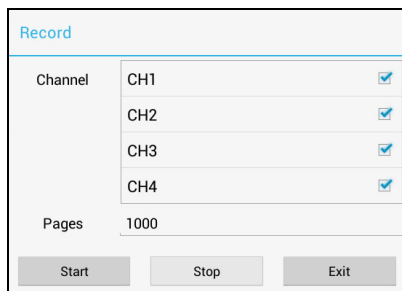 Record
Channel CH1
CH2
CH3
CH4
Pages 1000
Start Stop Exit